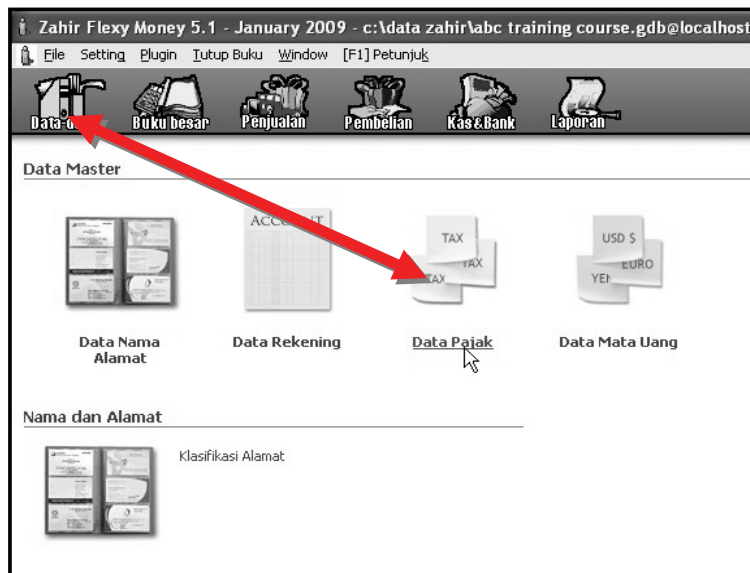 Zahir Flexy Money 5.1 - January 2009 - c:\data zahir\abc training course.gdb@localhost
File Setting Plugin Tutup Buku Window [F1] Petunjuk
Buku besar Penjualan Pembelian Kas&Bank Laporan
Data Master
ACCOUNT
TAX
TAX
TAX
USD $
EURO
YEN
Data Nama Alamat
Data Rekening
Data Pajak
Data Mata Uang
Nama dan Alamat
Klasifikasi Alamat